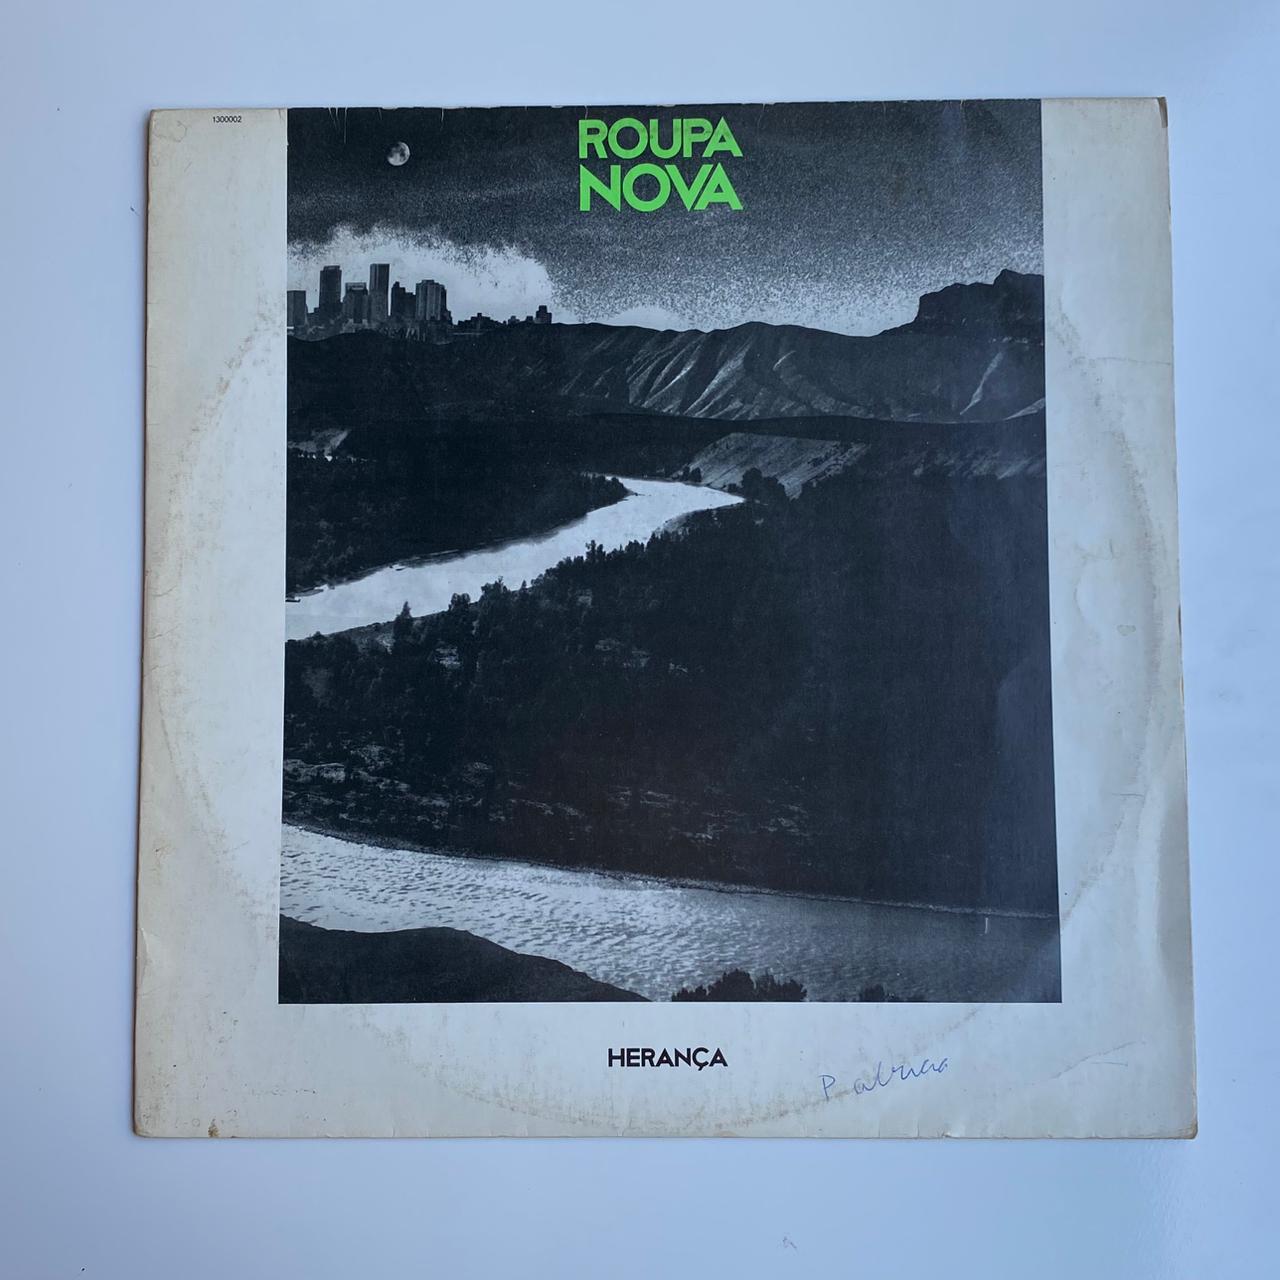 1300002
ROUPA
NOVA
HERANÇA